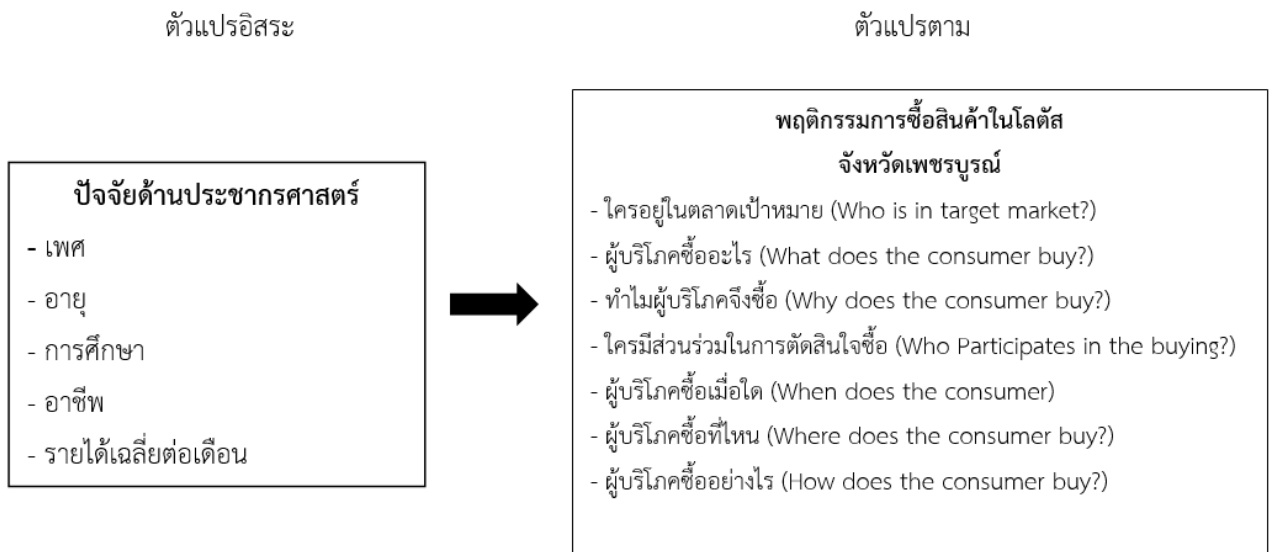 ตัวแปรอิสระ
ตัวแปรตาม
ปัจจัยด้านประชากรศาสตร์
- เพศ
- อายุ
- การศึกษา
- อาชีพ
- รายได้เฉลี่ยต่อเดือน
พฤติกรรมการซื้อสินค้าในโลตัส
จังหวัดเพชรบูรณ์
- ใครอยู่ในตลาดเป้าหมาย (Who is in target market?)
- ผู้บริโภคซื้ออะไร (What does the consumer buy?)
- ทำไมผู้บริโภคจึงซื้อ (Why does the consumer buy?)
- ใครมีส่วนร่วมในการตัดสินใจซื้อ (Who Participates in the buying?)
- ผู้บริโภคซื้อเมื่อใด (When does the consumer)
- ผู้บริโภคซื้อที่ไหน (Where does the consumer buy?)
- ผู้บริโภคซื้ออย่างไร (How does the consumer buy?)